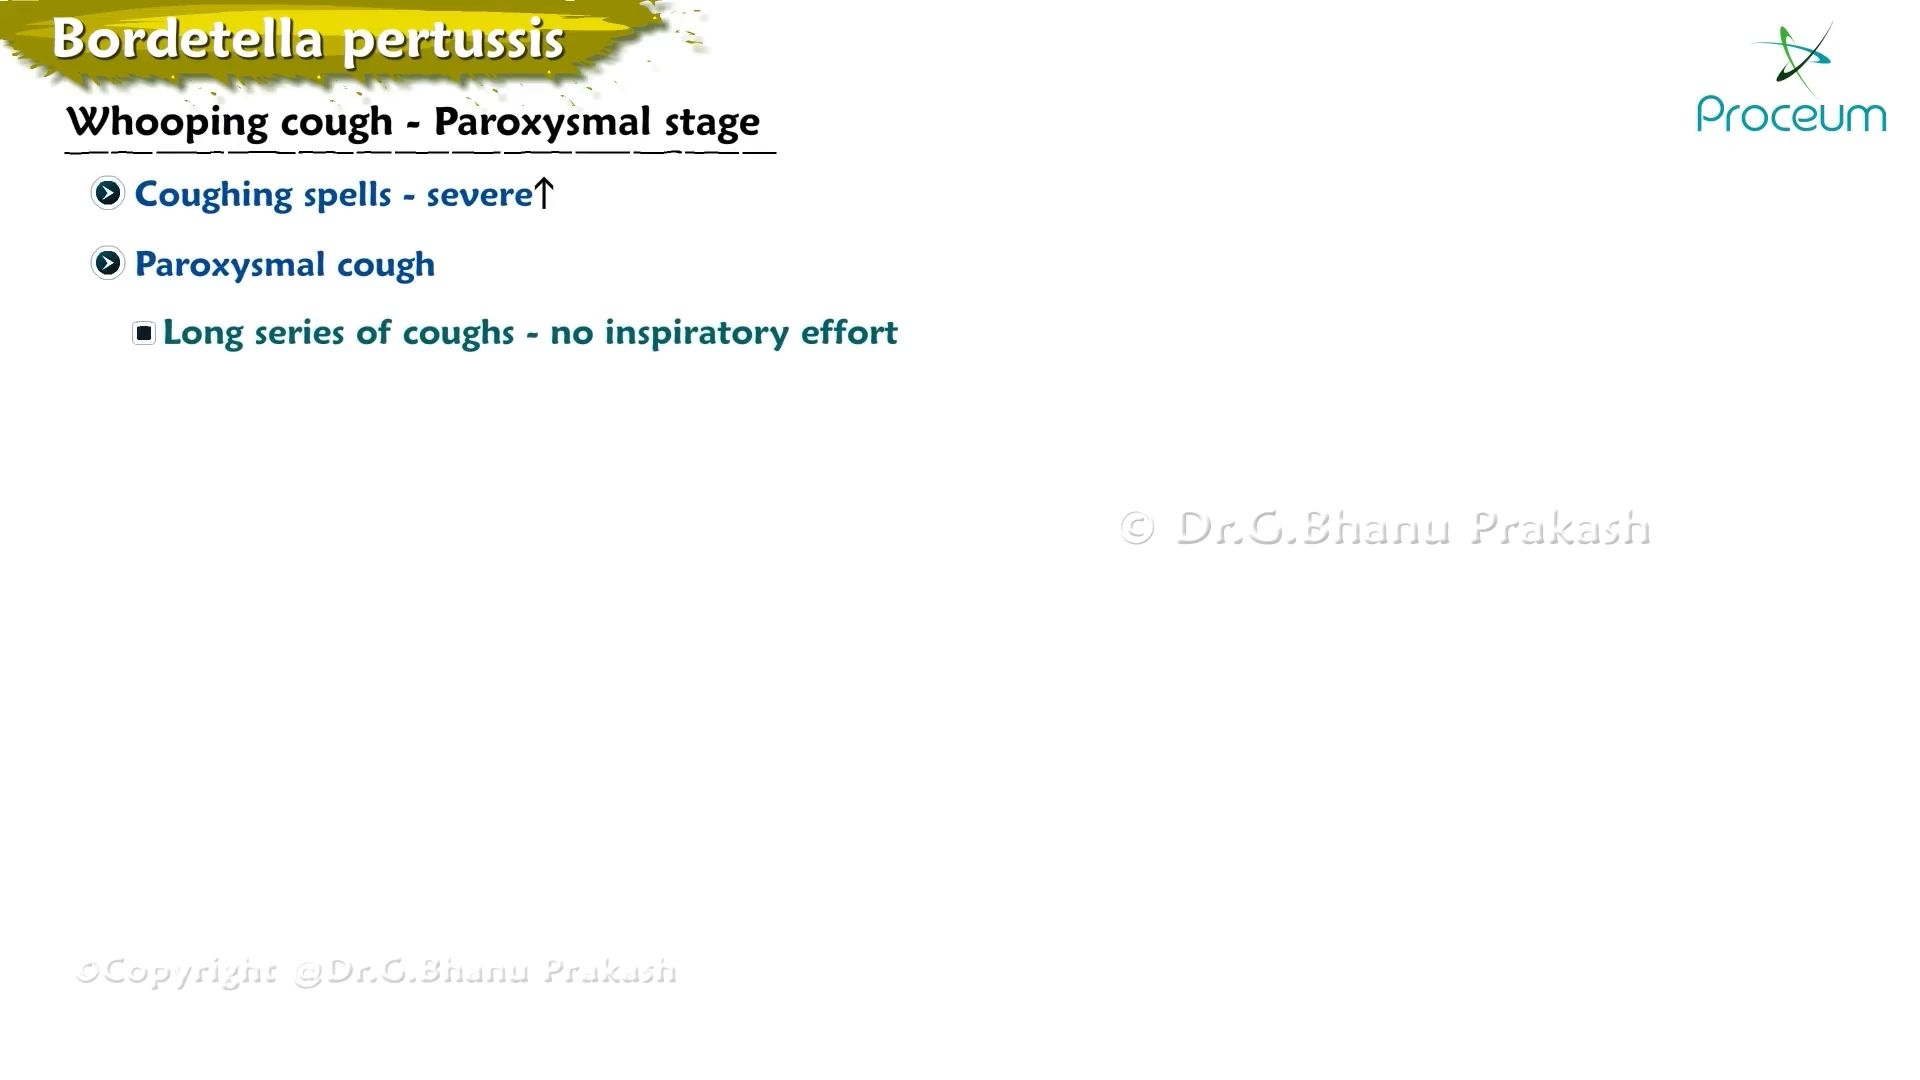 Bordetella pertussis
Proceum
Whooping cough - Paroxysmal stage
Coughing spells - severe↑
Paroxysmal cough
Long series of coughs - no inspiratory effort
© Dr.G.Bhanu Prakash
©Copyright @Dr.G.Bhanu Prakash